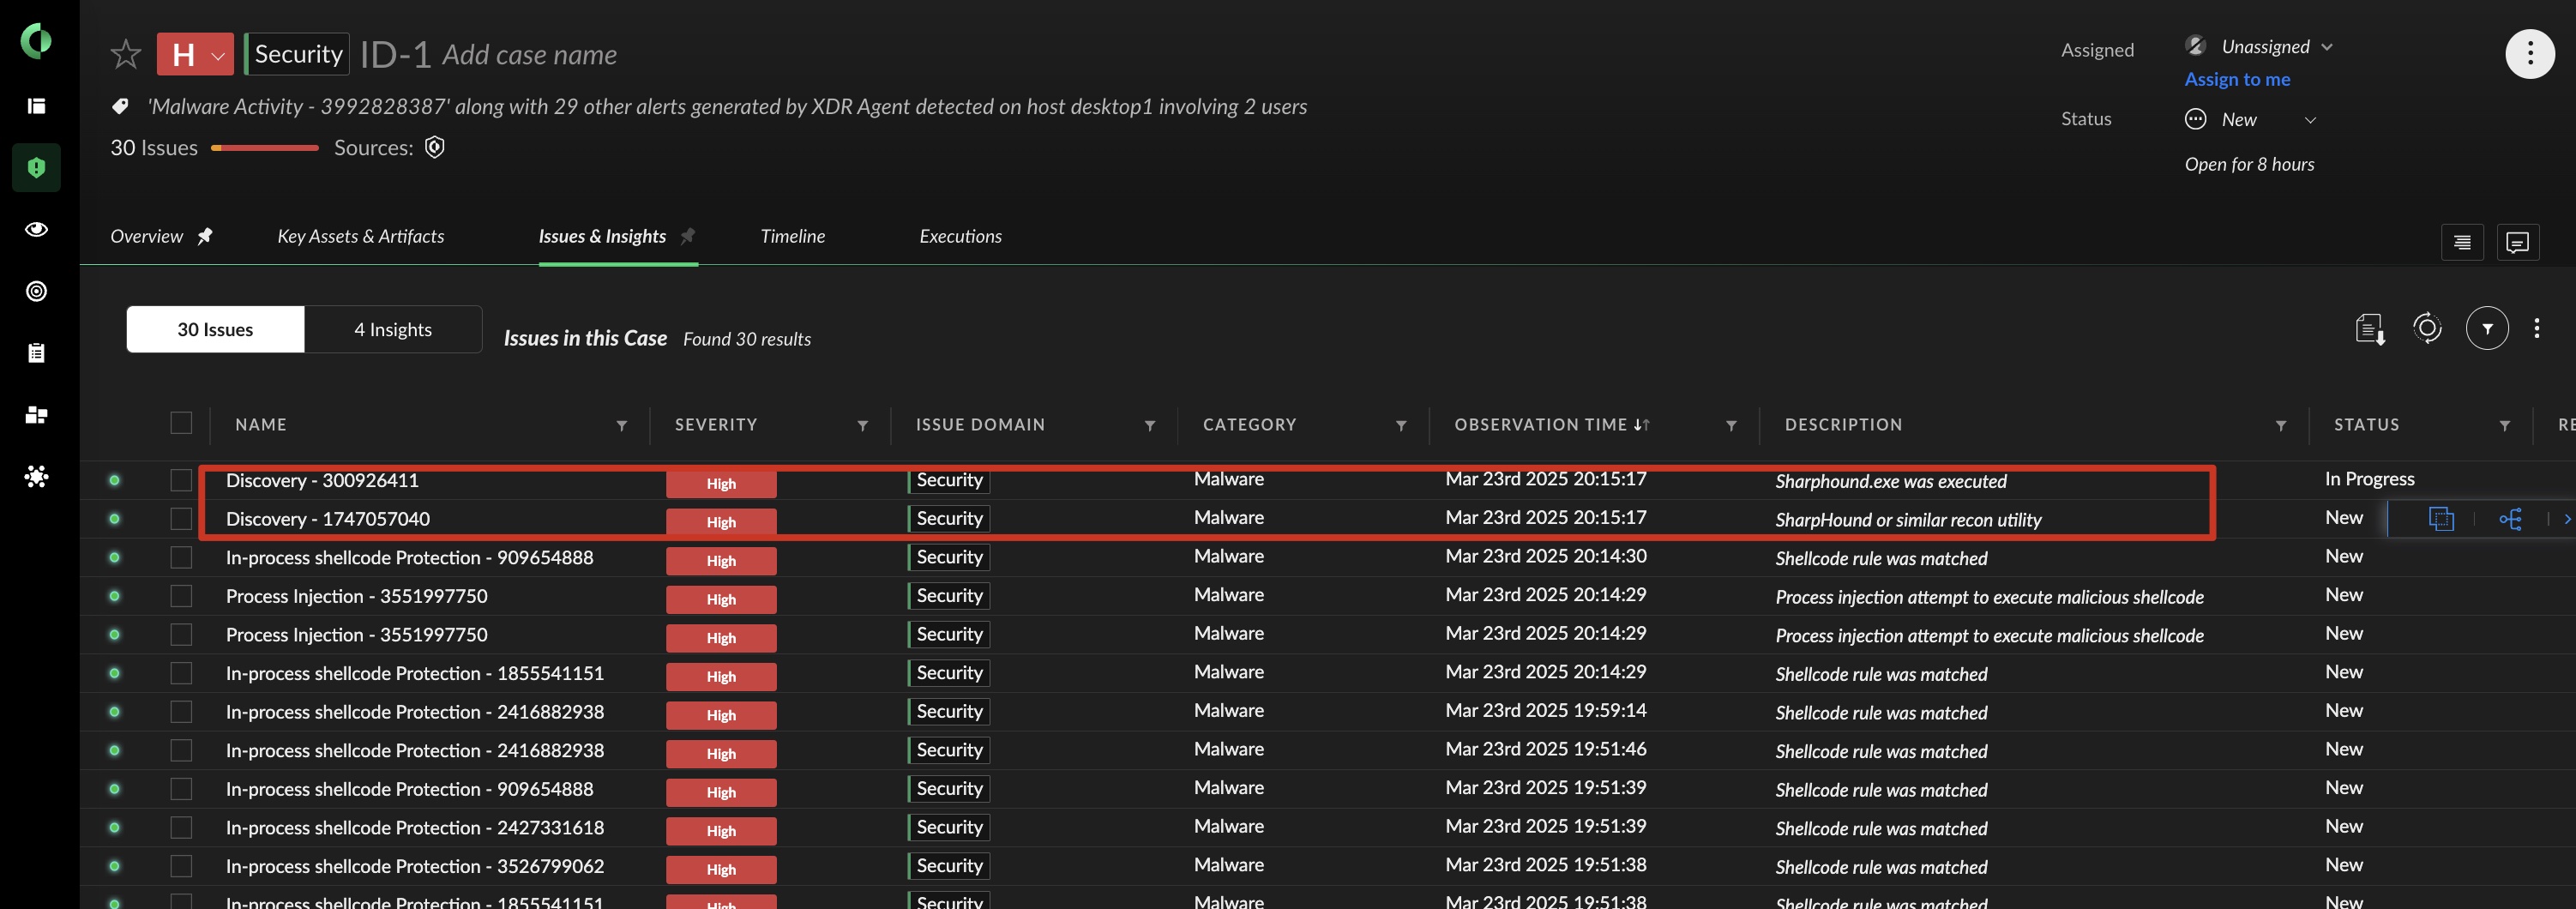 H Security ID-1 Add case name
Assigned Unassigned
Assign to me
'Malware Activity - 3992828387' along with 29 other alerts generated by XDR Agent detected on host desktop1 involving 2 users
Status New
30 Issues Sources:
Open for 8 hours
Overview Key Assets & Artifacts Issues & Insights Timeline Executions
30 Issues 4 Insights Issues in this Case Found 30 results
NAME SEVERITY ISSUE DOMAIN CATEGORY OBSERVATION TIME DESCRIPTION STATUS RE
Discovery - 300926411 High Security Malware Mar 23rd 2025 20:15:17 Sharphound.exe was executed In Progress
Discovery - 1747057040 High Security Malware Mar 23rd 2025 20:15:17 SharpHound or similar recon utility New
In-process shellcode Protection - 909654888 High Security Malware Mar 23rd 2025 20:14:30 Shellcode rule was matched New
Process Injection - 3551997750 High Security Malware Mar 23rd 2025 20:14:29 Process injection attempt to execute malicious shellcode New
Process Injection - 3551997750 High Security Malware Mar 23rd 2025 20:14:29 Process injection attempt to execute malicious shellcode New
In-process shellcode Protection - 1855541151 High Security Malware Mar 23rd 2025 20:14:29 Shellcode rule was matched New
In-process shellcode Protection - 2416882938 High Security Malware Mar 23rd 2025 19:59:14 Shellcode rule was matched New
In-process shellcode Protection - 2416882938 High Security Malware Mar 23rd 2025 19:51:46 Shellcode rule was matched New
In-process shellcode Protection - 909654888 High Security Malware Mar 23rd 2025 19:51:39 Shellcode rule was matched New
In-process shellcode Protection - 2427331618 High Security Malware Mar 23rd 2025 19:51:39 Shellcode rule was matched New
In-process shellcode Protection - 3526799062 High Security Malware Mar 23rd 2025 19:51:38 Shellcode rule was matched New
In-process shellcode Protection - 1855541151 High Security Malware Mar 23rd 2025 19:51:38 Shellcode rule was matched New